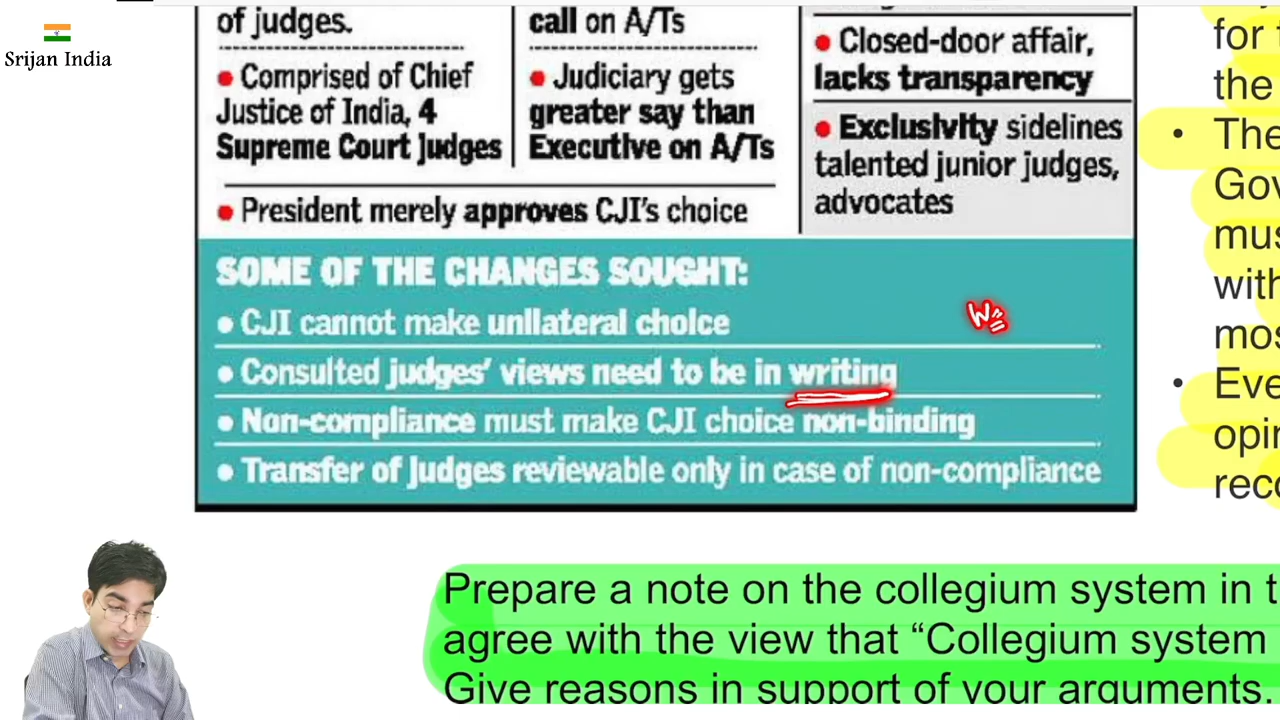 Srijan India
of judges.
• Comprised of Chief
Justice of India, 4
Supreme Court Judges
call on A/Ts
• Judiciary gets
greater say than
Executive on A/Ts
• President merely approves CJI's choice
• Closed-door affair,
lacks transparency
• Exclusivity sidelines
talented junior judges,
advocates
SOME OF THE CHANGES SOUGHT:
• CJI cannot make unilateral choice
• Consulted judges' views need to be in writing
• Non-compliance must make CJI choice non-binding
• Transfer of Judges reviewable only in case of non-compliance
for
the
• The
Gov
mus
with
mos
• Eve
opin
reco
Prepare a note on the collegium system in t
agree with the view that “Collegium system
Give reasons in support of your arguments.